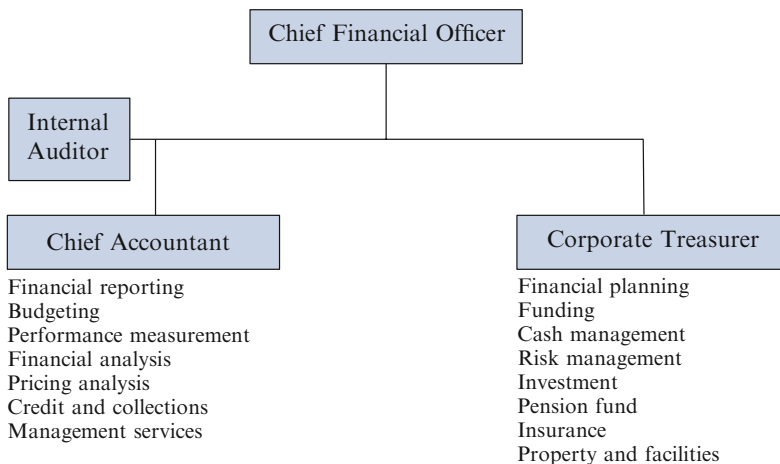 Chief Financial Officer
Internal
Auditor
Chief Accountant
Financial reporting
Budgeting
Performance measurement
Financial analysis
Pricing analysis
Credit and collections
Management services
Corporate Treasurer
Financial planning
Funding
Cash management
Risk management
Investment
Pension fund
Insurance
Property and facilities